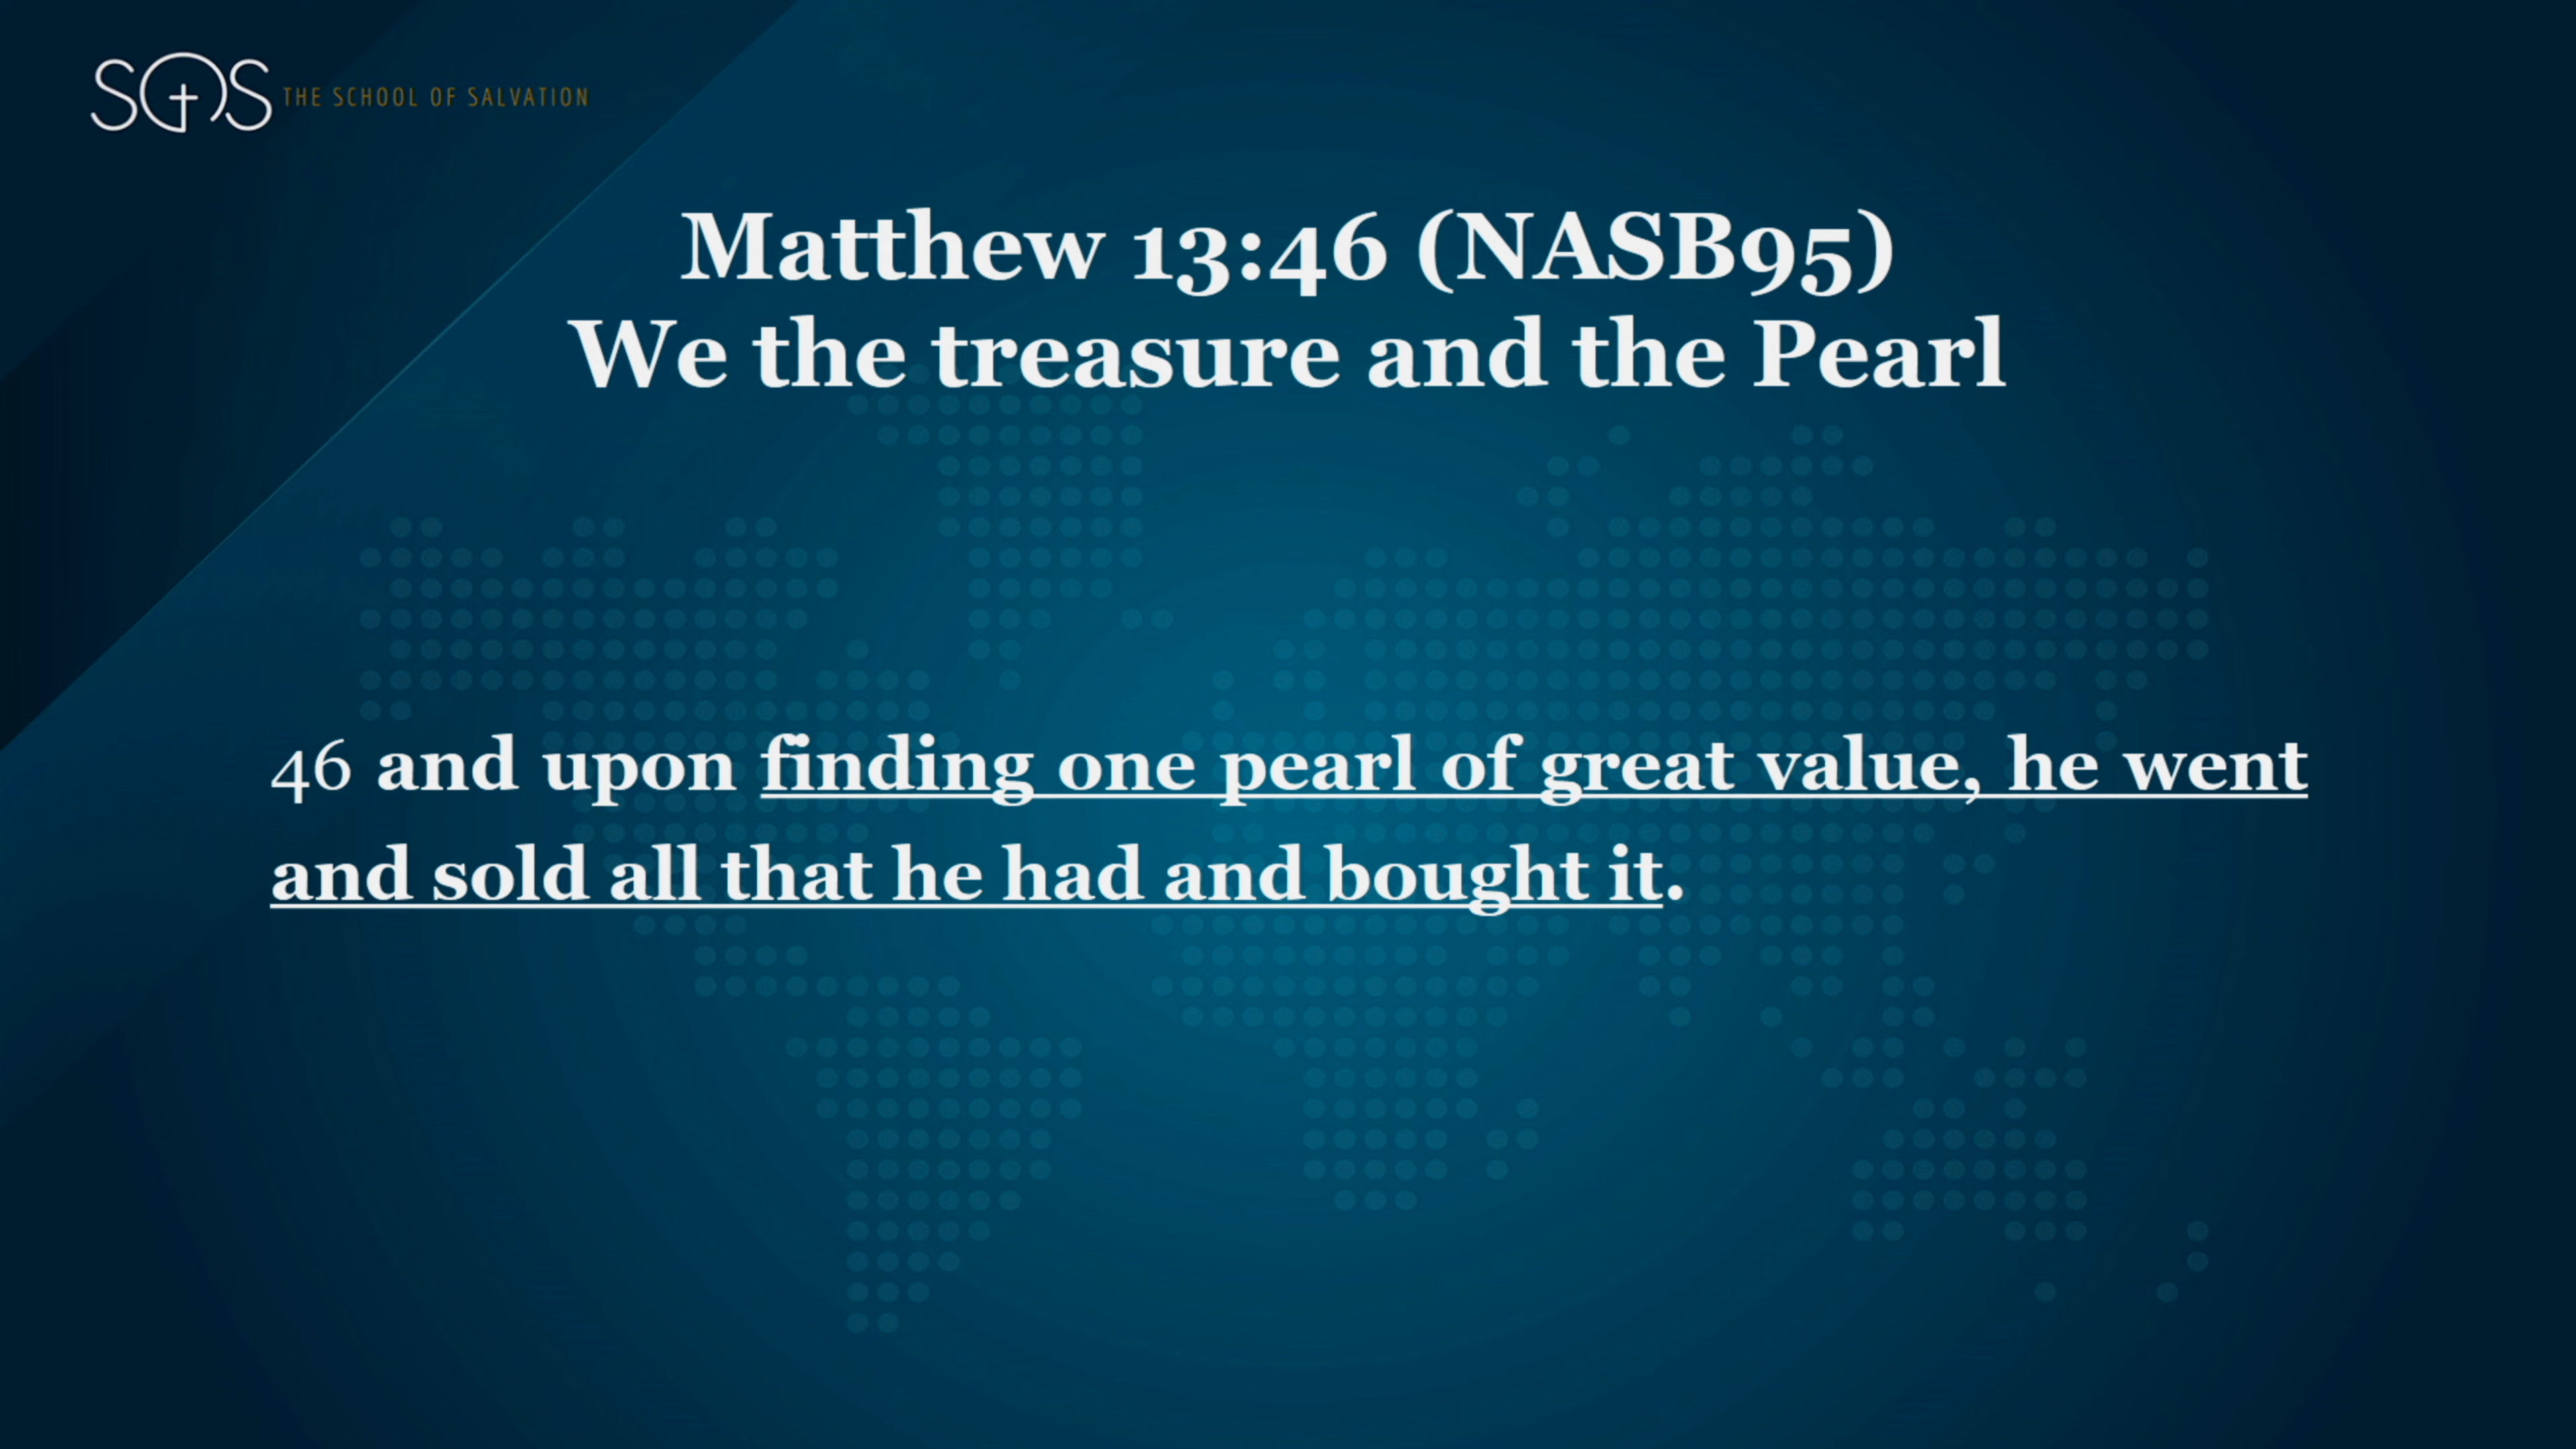 SOS THE SCHOOL OF SALVATION
Matthew 13:46 (NASB95)
We the treasure and the Pearl
46 and upon finding one pearl of great value, he went
and sold all that he had and bought it.